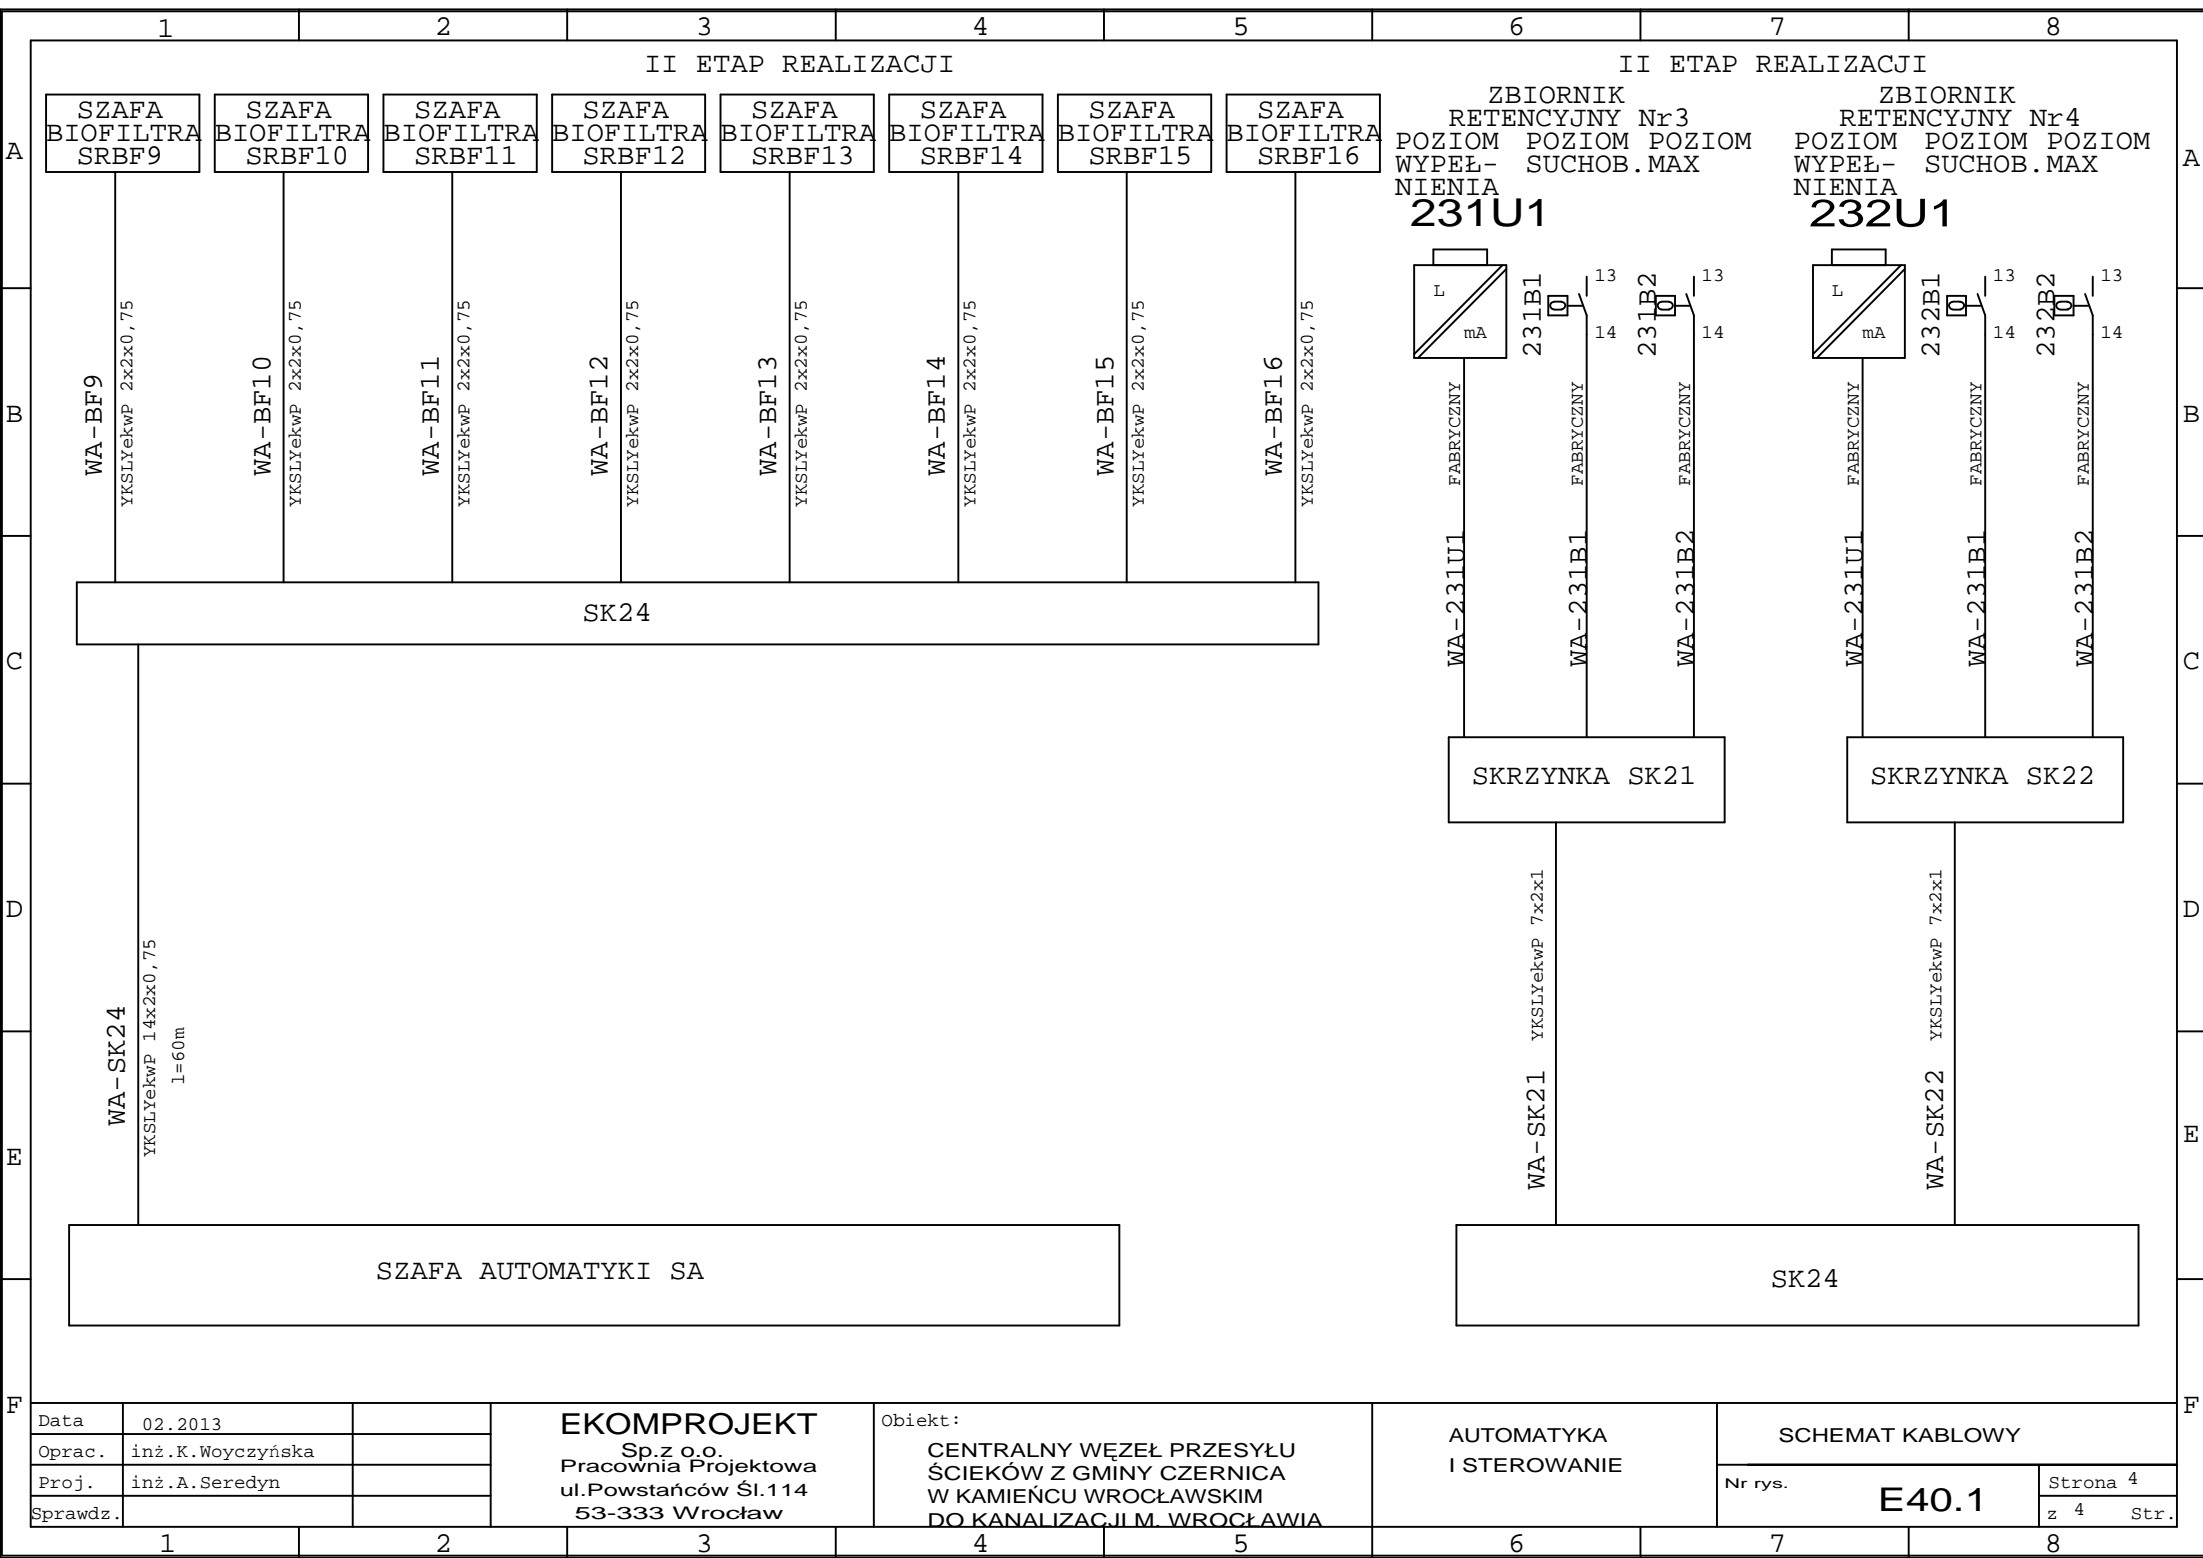 1 2 3 4 5 6 7 8
II ETAP REALIZACJI
II ETAP REALIZACJI
SZAFA
BIOFILTRA
SRBF9
SZAFA
BIOFILTRA
SRBF10
SZAFA
BIOFILTRA
SRBF11
SZAFA
BIOFILTRA
SRBF12
SZAFA
BIOFILTRA
SRBF13
SZAFA
BIOFILTRA
SRBF14
SZAFA
BIOFILTRA
SRBF15
SZAFA
BIOFILTRA
SRBF16
ZBIORNIK
RETENCYJNY Nr3
POZIOM POZIOM POZIOM
WYPEŁ- SUCHOB.MAX
NIENIA
231U1
ZBIORNIK
RETENCYJNY Nr4
POZIOM POZIOM POZIOM
WYPEŁ- SUCHOB.MAX
NIENIA
232U1
A
A
L
mA
231B1
13
14
231B2
13
14
L
mA
232B1
13
14
232B2
13
14
B
B
WA-BF9
YKSLYekwP 2x2x0,75
WA-BF10
YKSLYekwP 2x2x0,75
WA-BF11
YKSLYekwP 2x2x0,75
WA-BF12
YKSLYekwP 2x2x0,75
WA-BF13
YKSLYekwP 2x2x0,75
WA-BF14
YKSLYekwP 2x2x0,75
WA-BF15
YKSLYekwP 2x2x0,75
WA-BF16
YKSLYekwP 2x2x0,75
FABRYCZNY
FABRYCZNY
FABRYCZNY
FABRYCZNY
FABRYCZNY
FABRYCZNY
WA-231U1
WA-231B1
WA-231B2
WA-231U1
WA-231B1
WA-231B2
SK24
C
C
SKRZYNKA SK21
SKRZYNKA SK22
D
D
WA-SK24
YKSLYekwP 14x2x0,75
l=60m
WA-SK21
YKSLYekwP 7x2x1
WA-SK22
YKSLYekwP 7x2x1
E
E
SZAFA AUTOMATYKI SA
SK24
F
F
Data 02.2013
Oprac. inż.K.Woyczyńska
Proj. inż.A.Seredyn
Sprawdz.
EKOMPROJEKT
Sp.z o.o.
Pracownia Projektowa
ul.Powstańców Śl.114
53-333 Wrocław
Obiekt:
CENTRALNY WĘZEŁ PRZESYŁU
ŚCIEKÓW Z GMINY CZERNICA
W KAMIEŃCU WROCŁAWSKIM
DO KANALIZACJI M. WROCŁAWIA
AUTOMATYKA
I STEROWANIE
SCHEMAT KABLOWY
Nr rys.
E40.1
Strona 4
z 4 Str.
1 2 3 4 5 6 7 8